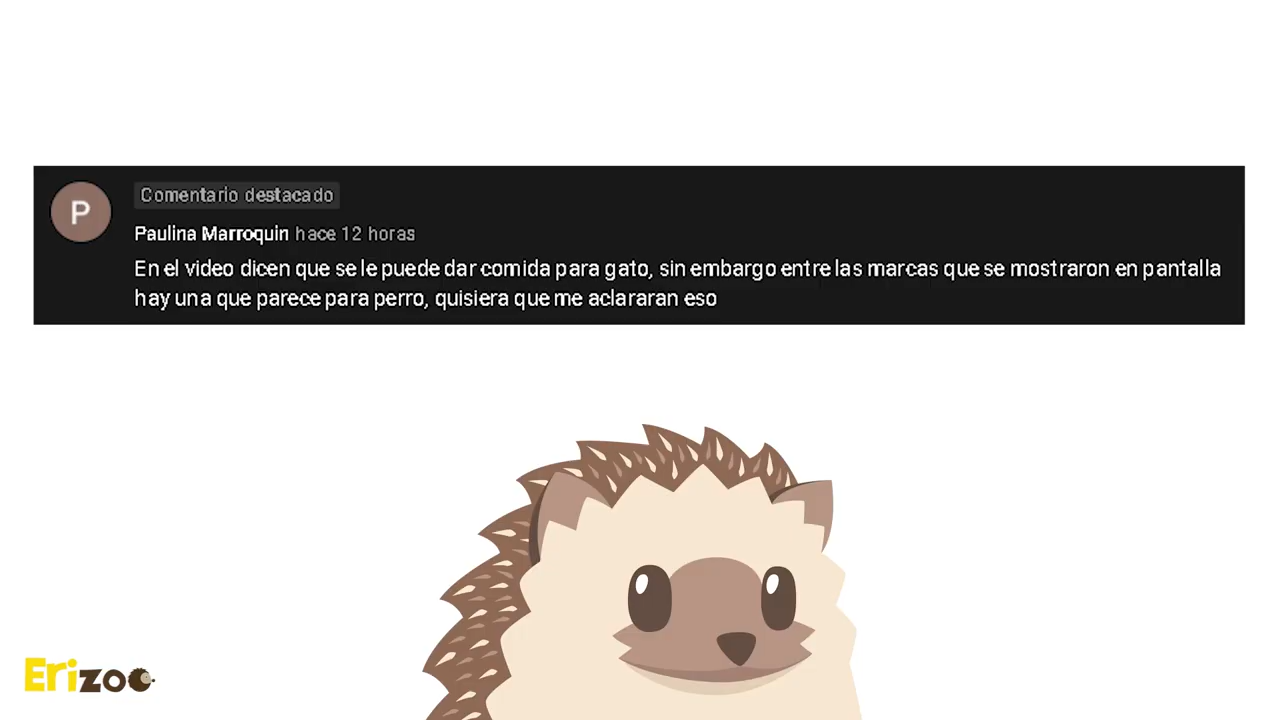 Comentario destacado
P
Paulina Marroquin hace 12 horas
En el video dicen que se le puede dar comida para gato, sin embargo entre las marcas que se mostraron en pantalla
hay una que parece para perro, quisiera que me aclararan eso
Erizoo